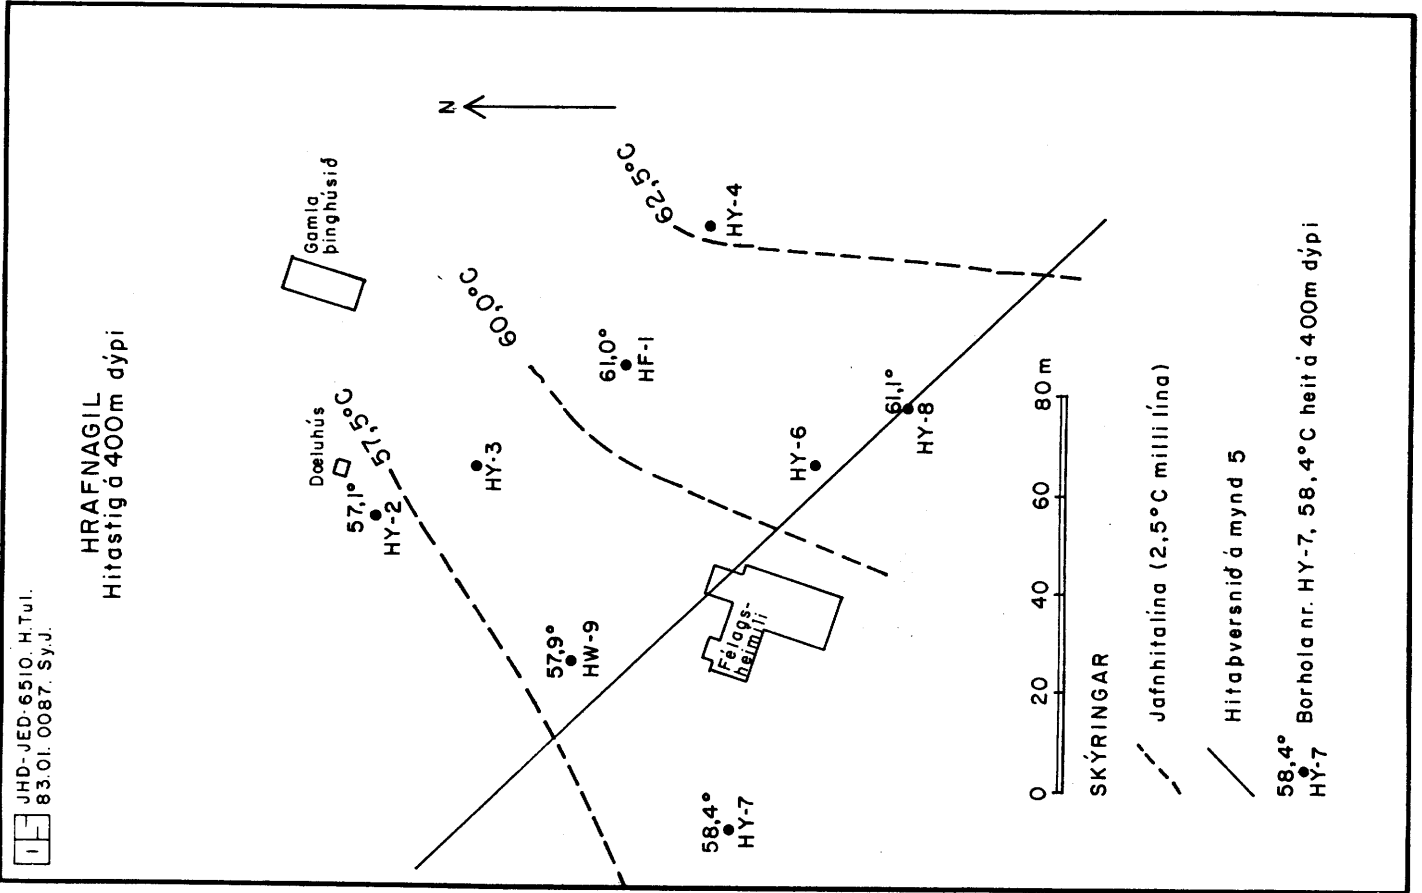 JHD-JED-6510. H.Tul.
83.01.0087. Sy.J.
HRAFNAGIL
Hitastig á 400m dýpi
Gamla
þinghúsið
Dæluhús
57,5°C
57,1°
HY-2
HY-3
60,0°C
61,0°
HF-1
N
62,5°C
HY-4
57,9°
HW-9
Félags-
heimili
HY-6
61,1°
HY-8
58,4°
HY-7
0 20 40 60 80m
SKÝRINGAR
Jafnhitalína (2,5°C milli lína)
Hitaþversnið á mynd 5
58,4°
HY-7
Borhola nr. HY-7, 58,4°C heit á 400m dýpi